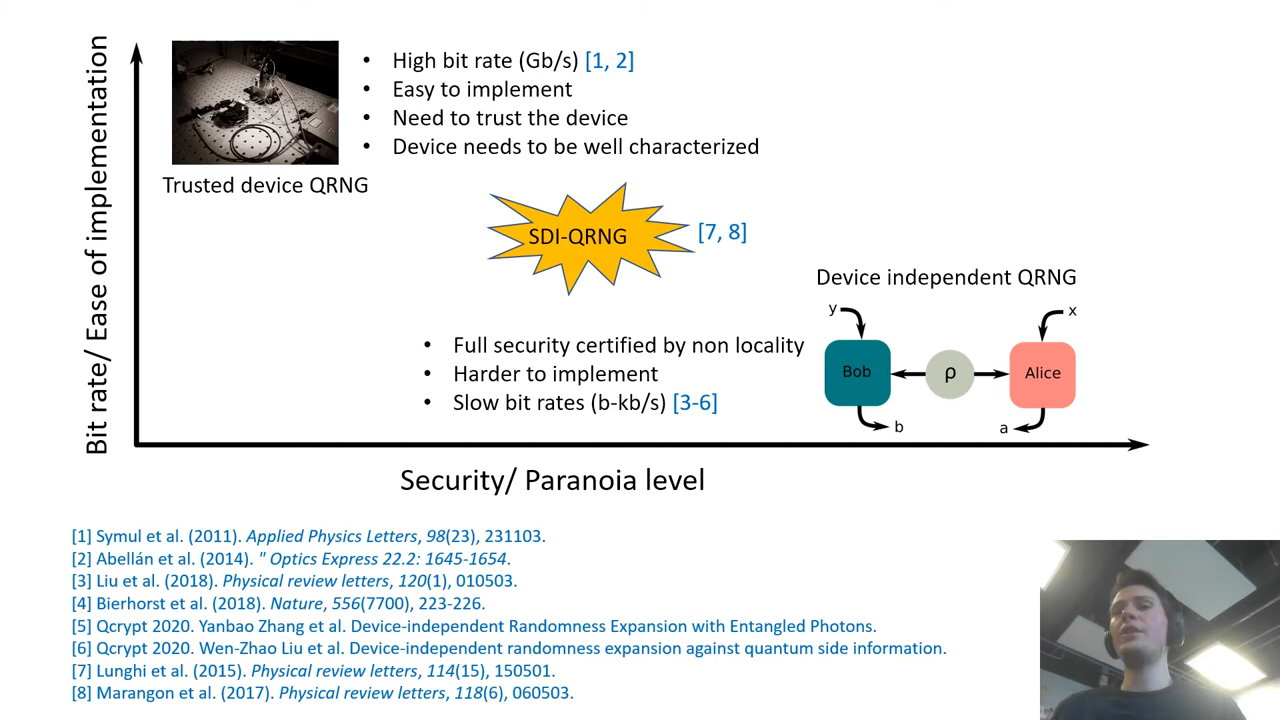 Bit rate/ Ease of implementation
• High bit rate (Gb/s) [1, 2]
• Easy to implement
• Need to trust the device
• Device needs to be well characterized
Trusted device QRNG
SDI-QRNG [7, 8]
Device independent QRNG
y
x
• Full security certified by non locality
• Harder to implement
• Slow bit rates (b-kb/s) [3-6]
Bob
ρ
Alice
b
a
Security/ Paranoia level
[1] Symul et al. (2011). Applied Physics Letters, 98(23), 231103.
[2] Abellán et al. (2014). " Optics Express 22.2: 1645-1654.
[3] Liu et al. (2018). Physical review letters, 120(1), 010503.
[4] Bierhorst et al. (2018). Nature, 556(7700), 223-226.
[5] Qcrypt 2020. Yanbao Zhang et al. Device-independent Randomness Expansion with Entangled Photons.
[6] Qcrypt 2020. Wen-Zhao Liu et al. Device-independent randomness expansion against quantum side information.
[7] Lunghi et al. (2015). Physical review letters, 114(15), 150501.
[8] Marangon et al. (2017). Physical review letters, 118(6), 060503.